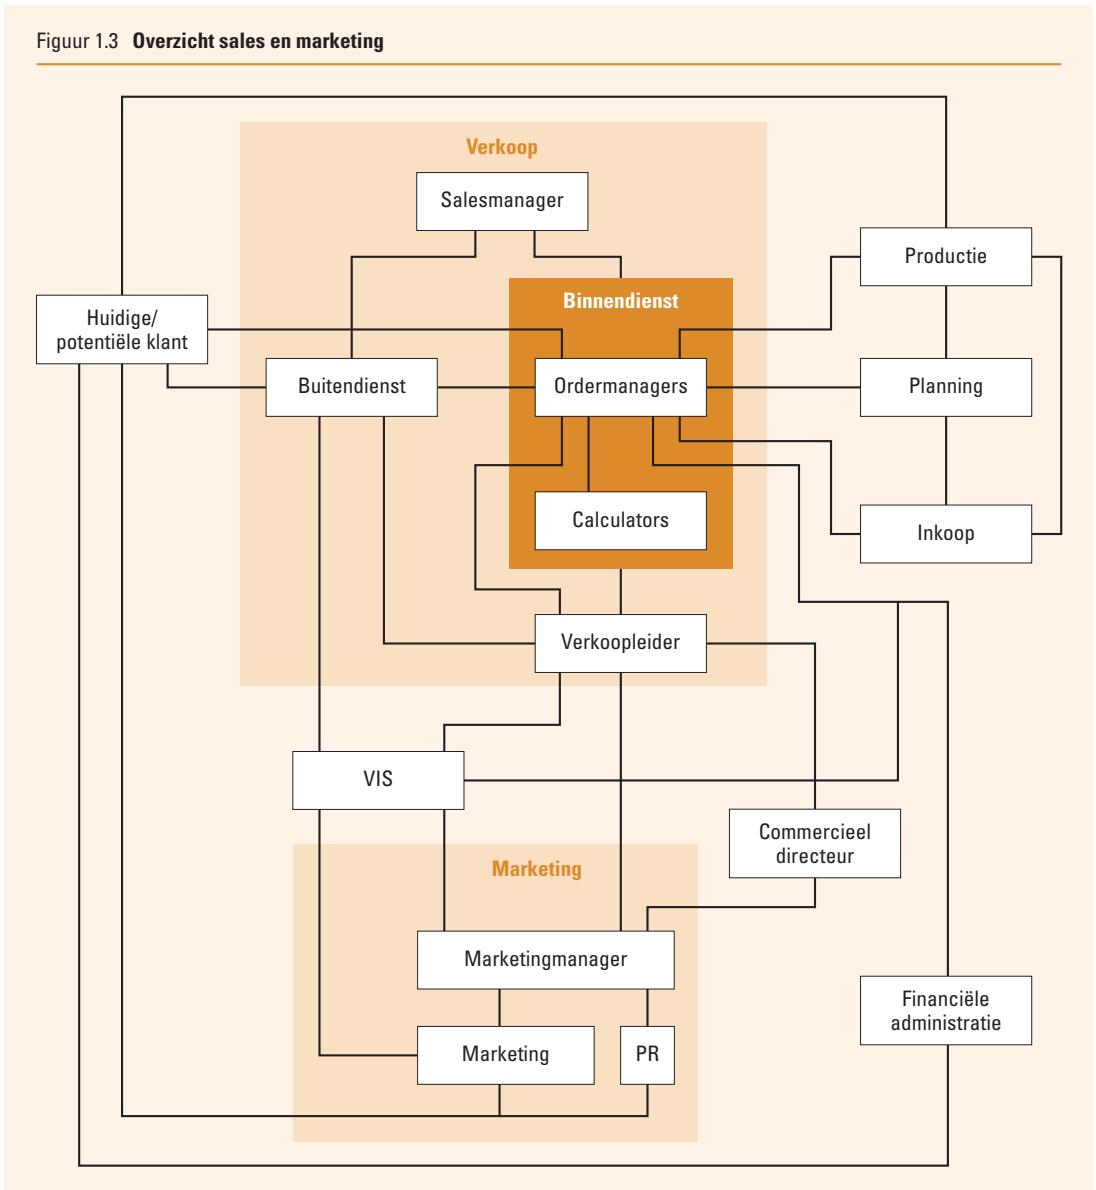 Figuur 1.3 Overzicht sales en marketing
Verkoop
Salesmanager
Productie
Binnendienst
Huidige/
potentiële klant
Buitendienst
Ordermanagers
Planning
Calculators
Inkoop
Verkoopleider
VIS
Commercieel
directeur
Marketing
Marketingmanager
Financiële
administratie
Marketing
PR